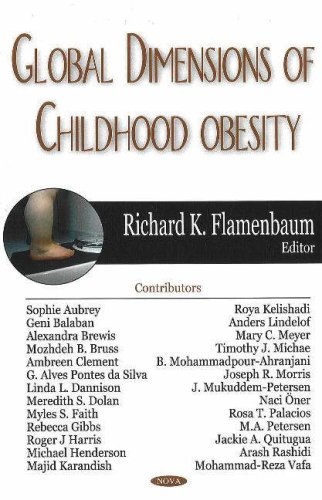 GLOBAL DIMENSIONS OF
CHILDHOOD OBESITY
Richard K. Flamenbaum
Editor
Contributors
Sophie Aubrey
Geni Balaban
Alexandra Brewis
Mozhdeh B. Bruss
Ambreen Clement
G. Alves Pontes da Silva
Linda L. Dannison
Meredith S. Dolan
Myles S. Faith
Rebecca Gibbs
Roger J Harris
Michael Henderson
Majid Karandish
Roya Kelishadi
Anders Lindelof
Mary C. Meyer
Timothy J. Michae
B. Mohammadpour-Ahranjani
Joseph R. Morris
J. Mukuddem-Petersen
Naci Öner
Rosa T. Palacios
M.A. Petersen
Jackie A. Quitugua
Arash Rashidi
Mohammad-Reza Vafa
NOVA